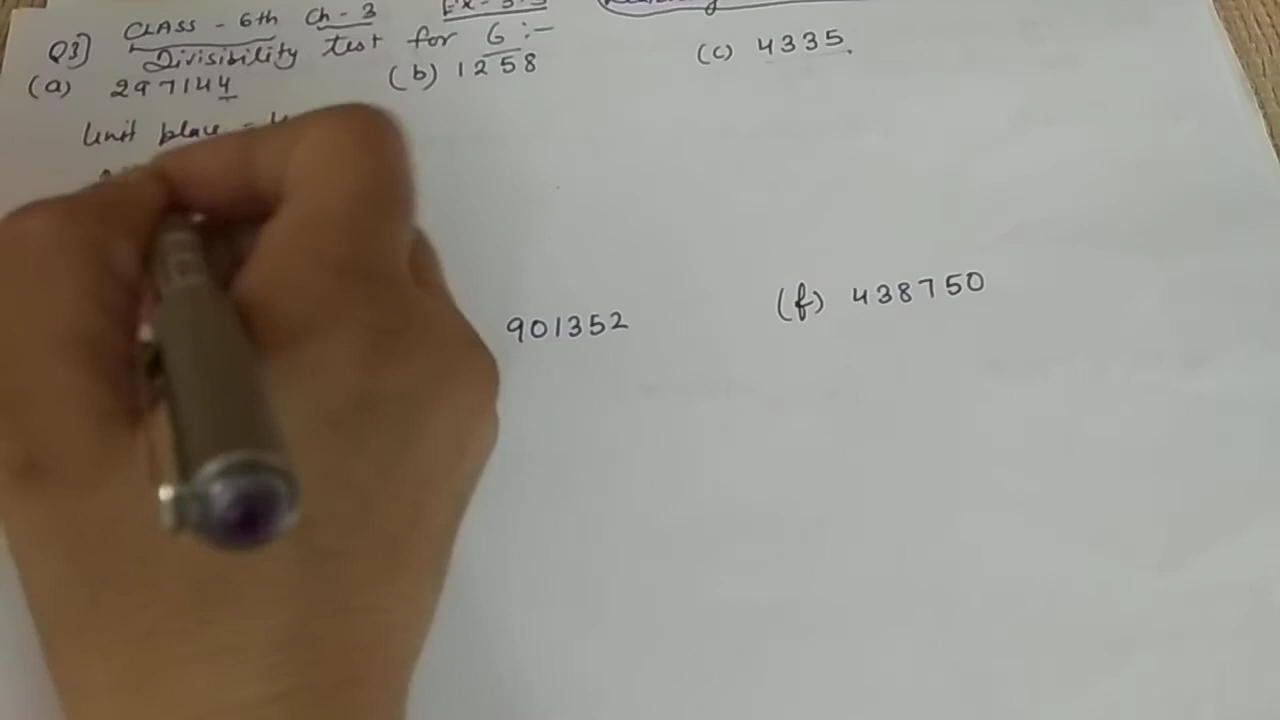 CLASS - 6th Ch - 3
Q3] Divisibility test for 6 :-
(a) 297144 (b) 1258 (c) 4335
Unit place -
901352 (f) 438750